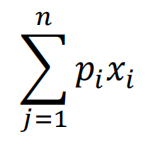 n
∑ pᵢxᵢ
j=1